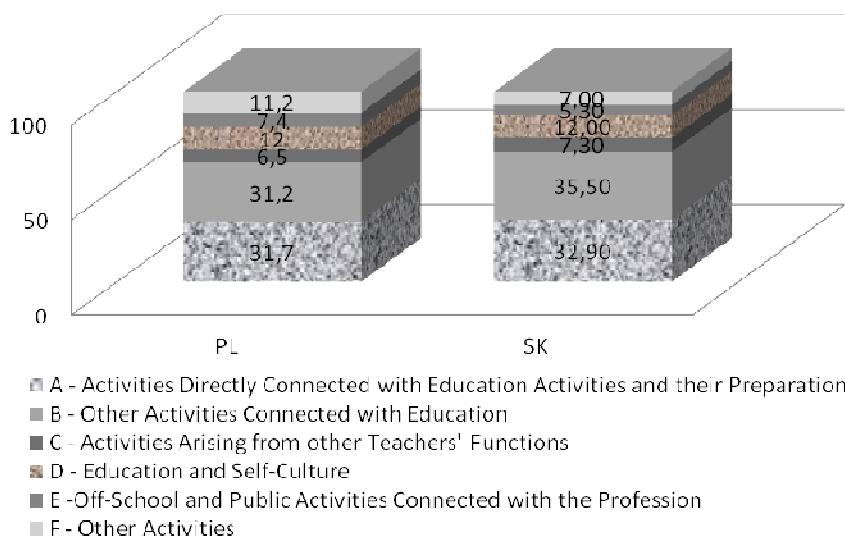 100
50
0
11,2
7,4
12
6,5
31,2
31,7
7,00
5,30
12,00
7,30
35,50
32,90
PL
SK
A - Activities Directly Connected with Education Activities and their Preparation
B - Other Activities Connected with Education
C - Activities Arising from other Teachers' Functions
D - Education and Self-Culture
E -Off-School and Public Activities Connected with the Profession
F - Other Activities